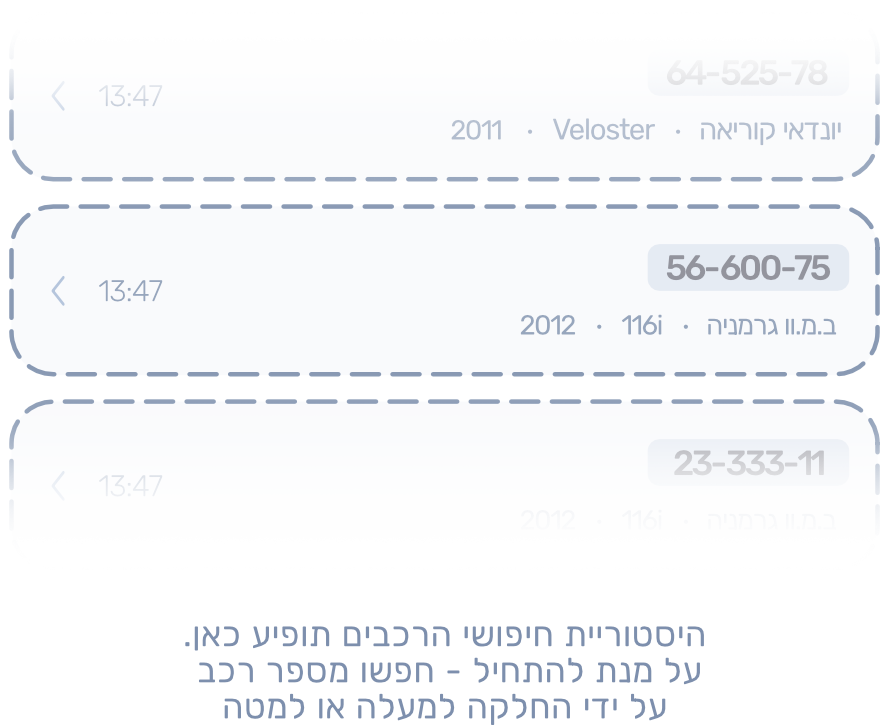 64-525-78
13:47
יונדאי קוריאה · Veloster · 2011
56-600-75
13:47
ב.מ.וו גרמניה · 116i · 2012
23-333-11
13:47
ב.מ.וו גרמניה · 116i · 2012
היסטוריית חיפושי הרכבים תופיע כאן.
על מנת להתחיל - חפשו מספר רכב
על ידי החלקה למעלה או למטה